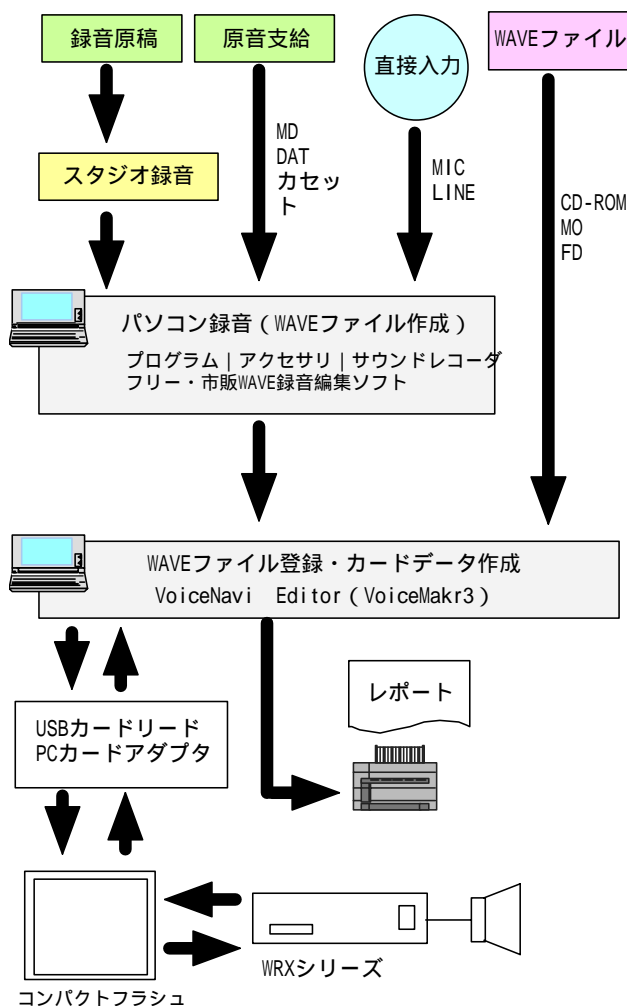 録音原稿
原音支給
直接入力
WAVEファイル
MD
DAT
カセッ
ト
MIC
LINE
CD-ROM
MO
FD
スタジオ録音
パソコン録音（WAVEファイル作成）
プログラム｜アクセサリ｜サウンドレコーダ
フリー・市販WAVE録音編集ソフト
WAVEファイル登録・カードデータ作成
VoiceNavi Editor（VoiceMakr3）
レポート
USBカードリード
PCカードアダプタ
WRXシリーズ
コンパクトフラシュ